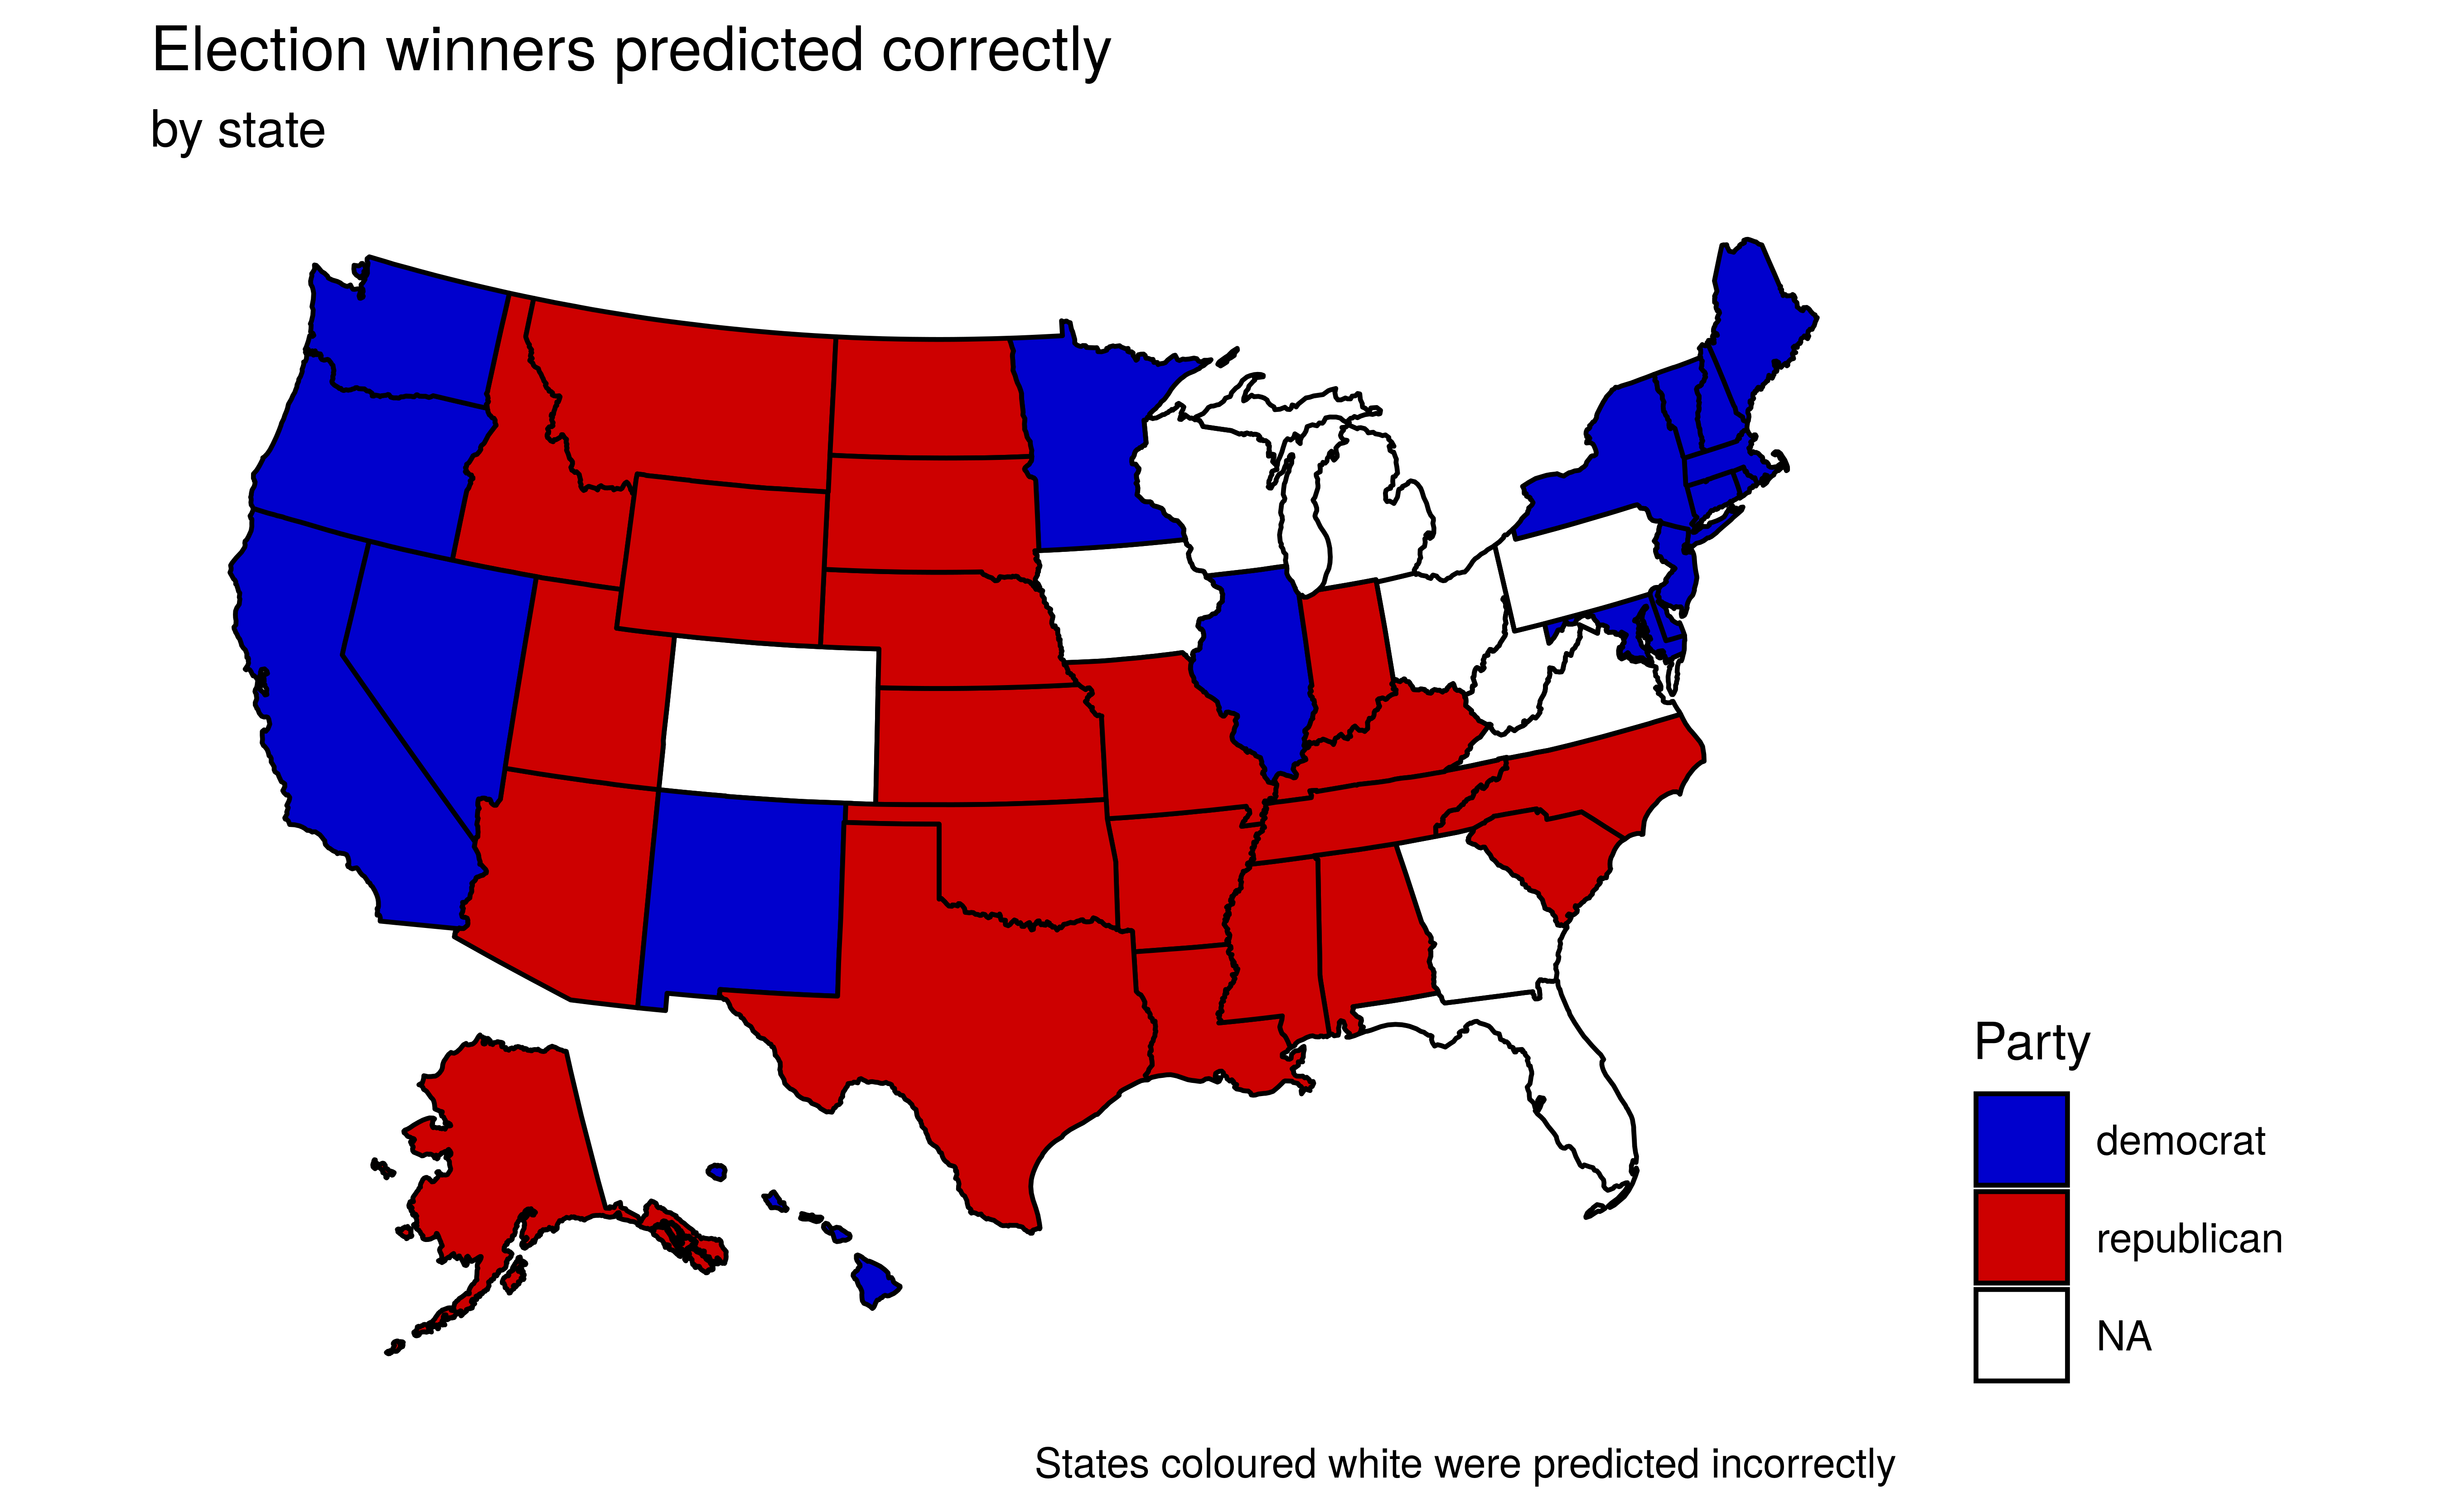 Election winners predicted correctly
by state
Party
democrat
republican
NA
States coloured white were predicted incorrectly